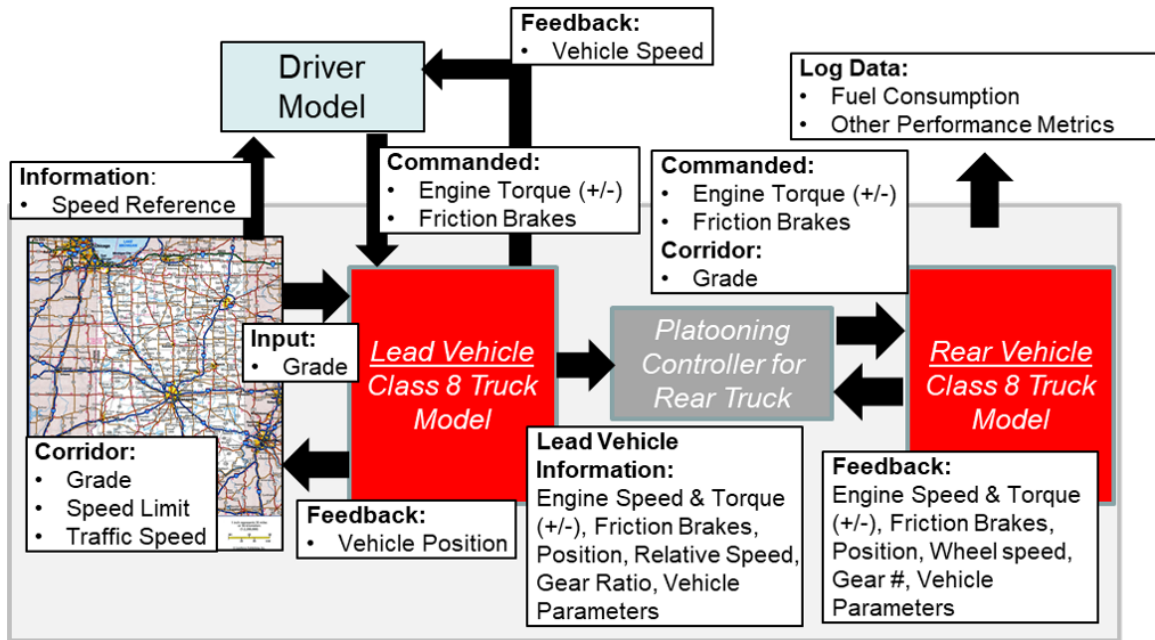 Feedback:
• Vehicle Speed
Driver
Model
Log Data:
• Fuel Consumption
• Other Performance Metrics
Information:
• Speed Reference
Commanded:
• Engine Torque (+/-)
• Friction Brakes
Commanded:
• Engine Torque (+/-)
• Friction Brakes
Corridor:
• Grade
Input:
• Grade
Lead Vehicle
Class 8 Truck
Model
Platooning
Controller for
Rear Truck
Rear Vehicle
Class 8 Truck
Model
Corridor:
• Grade
• Speed Limit
• Traffic Speed
Feedback:
• Vehicle Position
Lead Vehicle
Information:
Engine Speed & Torque
(+/-), Friction Brakes,
Position, Relative Speed,
Gear Ratio, Vehicle
Parameters
Feedback:
Engine Speed & Torque
(+/-), Friction Brakes,
Position, Wheel speed,
Gear #, Vehicle
Parameters